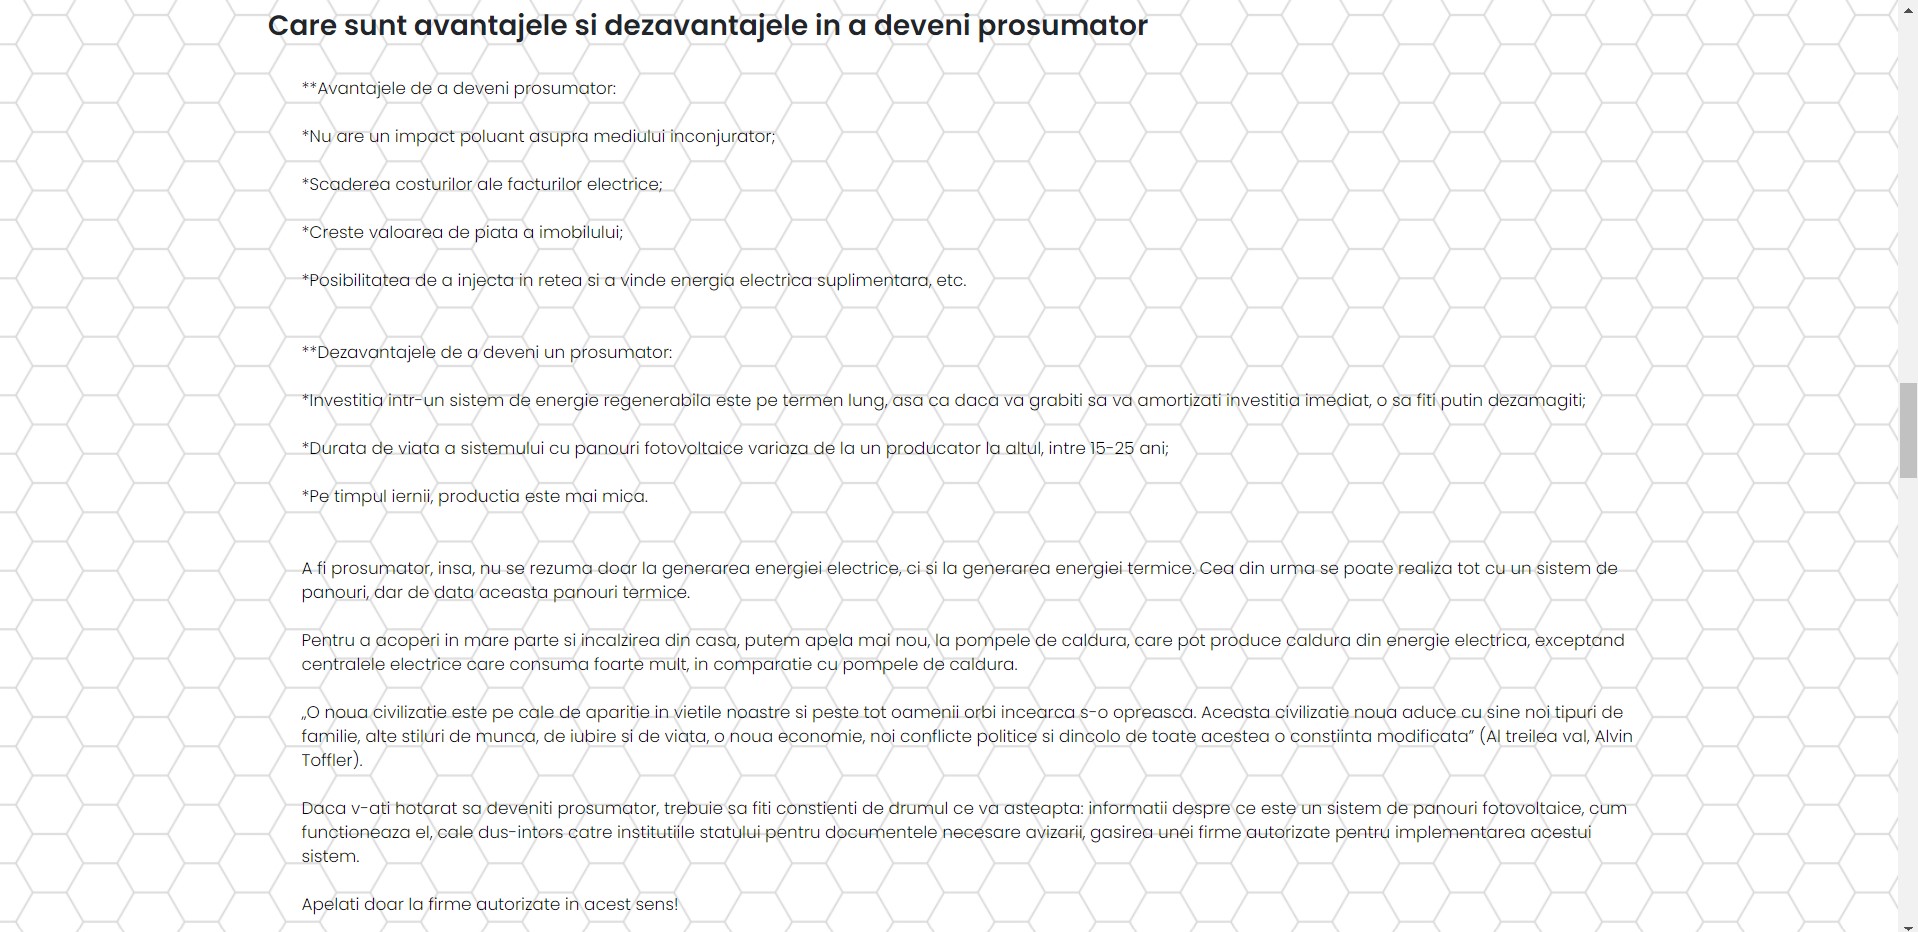 Care sunt avantajele si dezavantajele in a deveni prosumator
**Avantajele de a deveni prosumator:
*Nu are un impact poluant asupra mediului inconjurator;
*Scaderea costurilor ale facturilor electrice;
*Creste valoarea de piata a imobilului;
*Posibilitatea de a injecta in retea si a vinde energia electrica suplimentara, etc.
**Dezavantajele de a deveni un prosumator:
*Investitia intr-un sistem de energie regenerabila este pe termen lung, asa ca daca va grabiti sa va amortizati investitia imediat, o sa fiti putin dezamagiti;
*Durata de viata a sistemului cu panouri fotovoltaice variaza de la un producator la altul, intre 15-25 ani;
*Pe timpul iernii, productia este mai mica.
A fi prosumator, insa, nu se rezuma doar la generarea energiei electrice, ci si la generarea energiei termice. Cea din urma se poate realiza tot cu un sistem de
panouri, dar de data aceasta panouri termice.
Pentru a acoperi in mare parte si incalzirea din casa, putem apela mai nou, la pompele de caldura, care pot produce caldura din energie electrica, exceptand
centralele electrice care consuma foarte mult, in comparatie cu pompele de caldura.
„O noua civilizatie este pe cale de aparitie in vietile noastre si peste tot oamenii orbi incearca s-o opreasca. Aceasta civilizatie noua aduce cu sine noi tipuri de
familie, alte stiluri de munca, de iubire si de viata, o noua economie, noi conflicte politice si dincolo de toate acestea o constiinta modificata” (Al treilea val, Alvin
Toffler).
Daca v-ati hotarat sa deveniti prosumator, trebuie sa fiti constienti de drumul ce va asteapta: informatii despre ce este un sistem de panouri fotovoltaice, cum
functioneaza el, cale dus-intors catre institutiile statului pentru documentele necesare avizarii, gasirea unei firme autorizate pentru implementarea acestui
sistem.
Apelati doar la firme autorizate in acest sens!